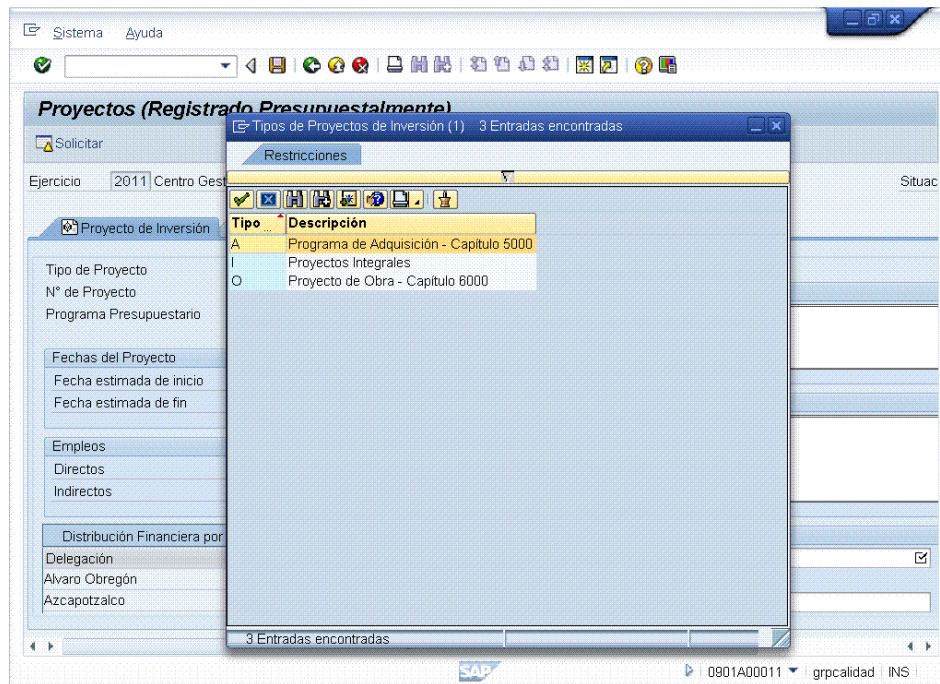 Sistema Ayuda
Proyectos (Registrado Presupuestalmente)
Solicitar
Ejercicio 2011 Centro Gest
Situac
Proyecto de Inversión
Tipo de Proyecto
N° de Proyecto
Programa Presupuestario
Fechas del Proyecto
Fecha estimada de inicio
Fecha estimada de fin
Empleos
Directos
Indirectos
Distribución Financiera por
Delegación
Alvaro Obregón
Azcapotzalco
Tipos de Proyectos de Inversión (1) 3 Entradas encontradas
Restricciones
Tipo ... Descripción
A Programa de Adquisición - Capítulo 5000
I Proyectos Integrales
O Proyecto de Obra - Capítulo 6000
3 Entradas encontradas
SAP
0901A00011 grpcalidad INS